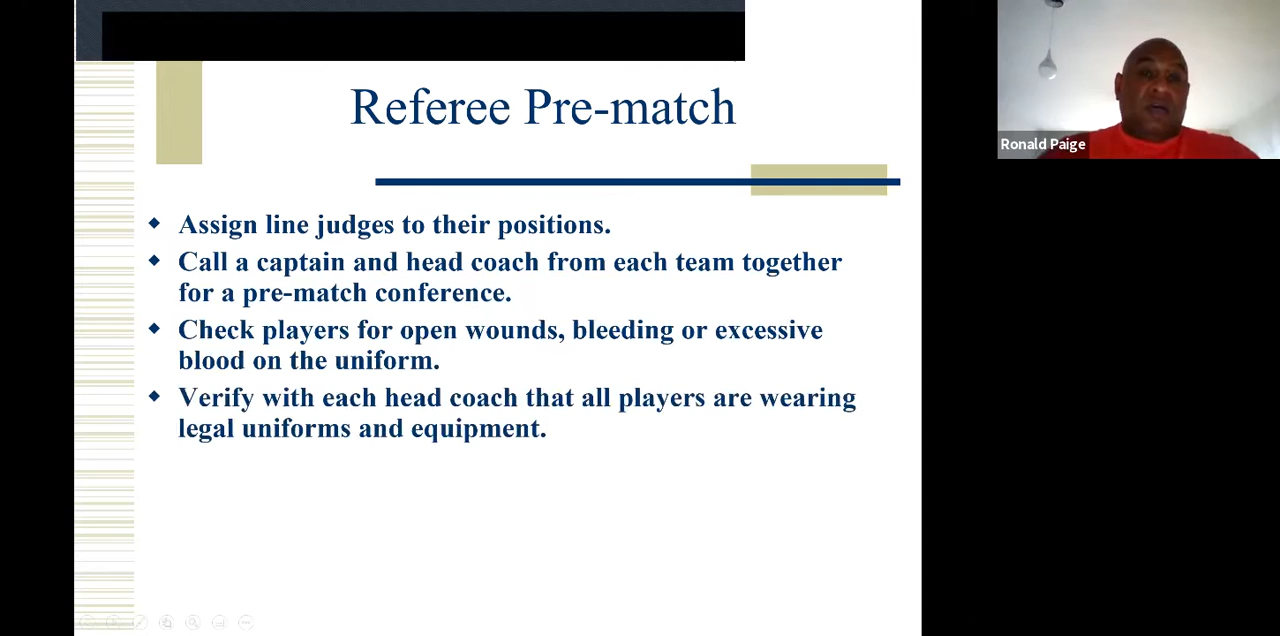 Referee Pre-match
Ronald Paige
Assign line judges to their positions.
Call a captain and head coach from each team together
for a pre-match conference.
Check players for open wounds, bleeding or excessive
blood on the uniform.
Verify with each head coach that all players are wearing
legal uniforms and equipment.